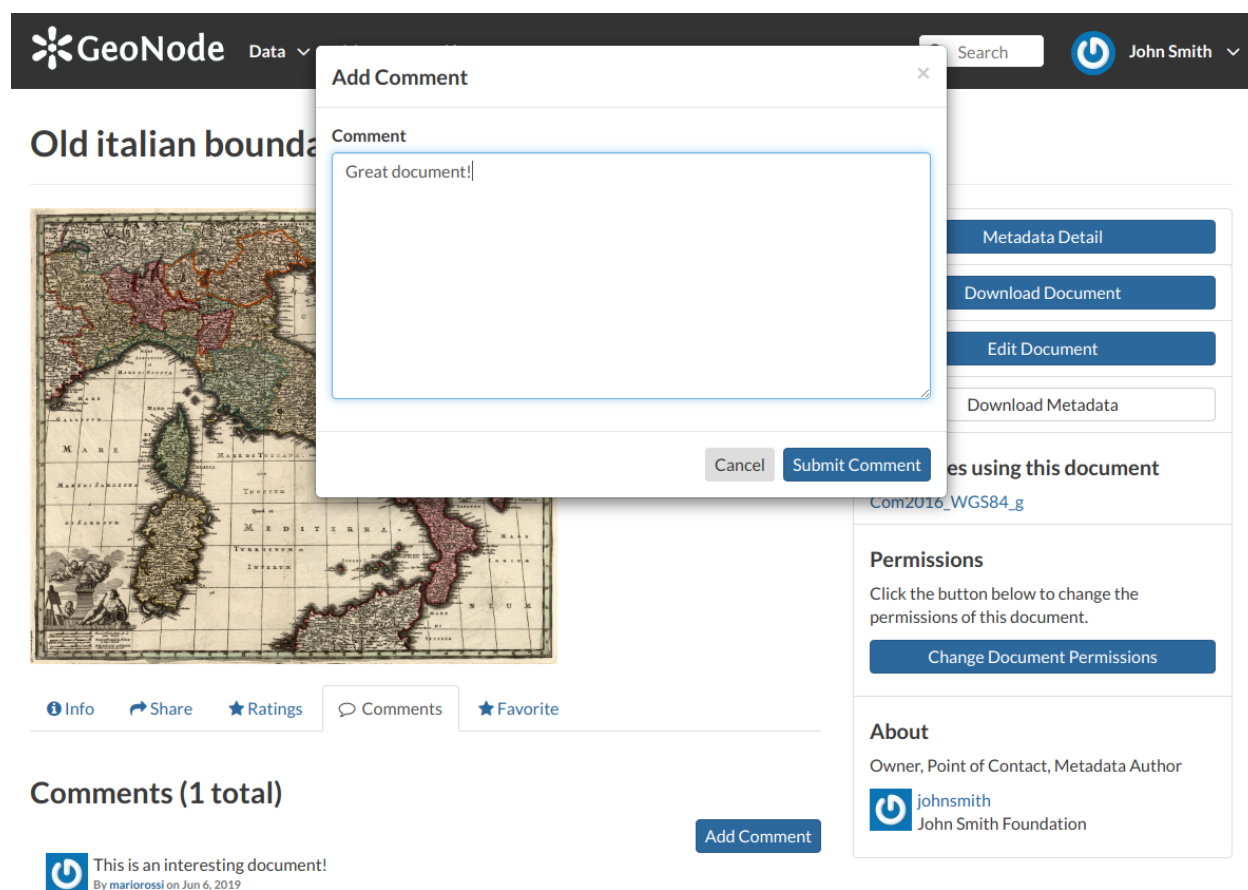 GeoNode
Data
Search
John Smith
Add Comment
×
Old italian bounda
Comment
Great document!
Metadata Detail
Download Document
Edit Document
Download Metadata
Cancel
Submit Comment
es using this document
Com2016_WGS84_g
Permissions
Click the button below to change the
permissions of this document.
Change Document Permissions
Info
Share
Ratings
Comments
Favorite
About
Owner, Point of Contact, Metadata Author
johnsmith
John Smith Foundation
Comments (1 total)
Add Comment
This is an interesting document!
By mariorossi on Jun 6, 2019